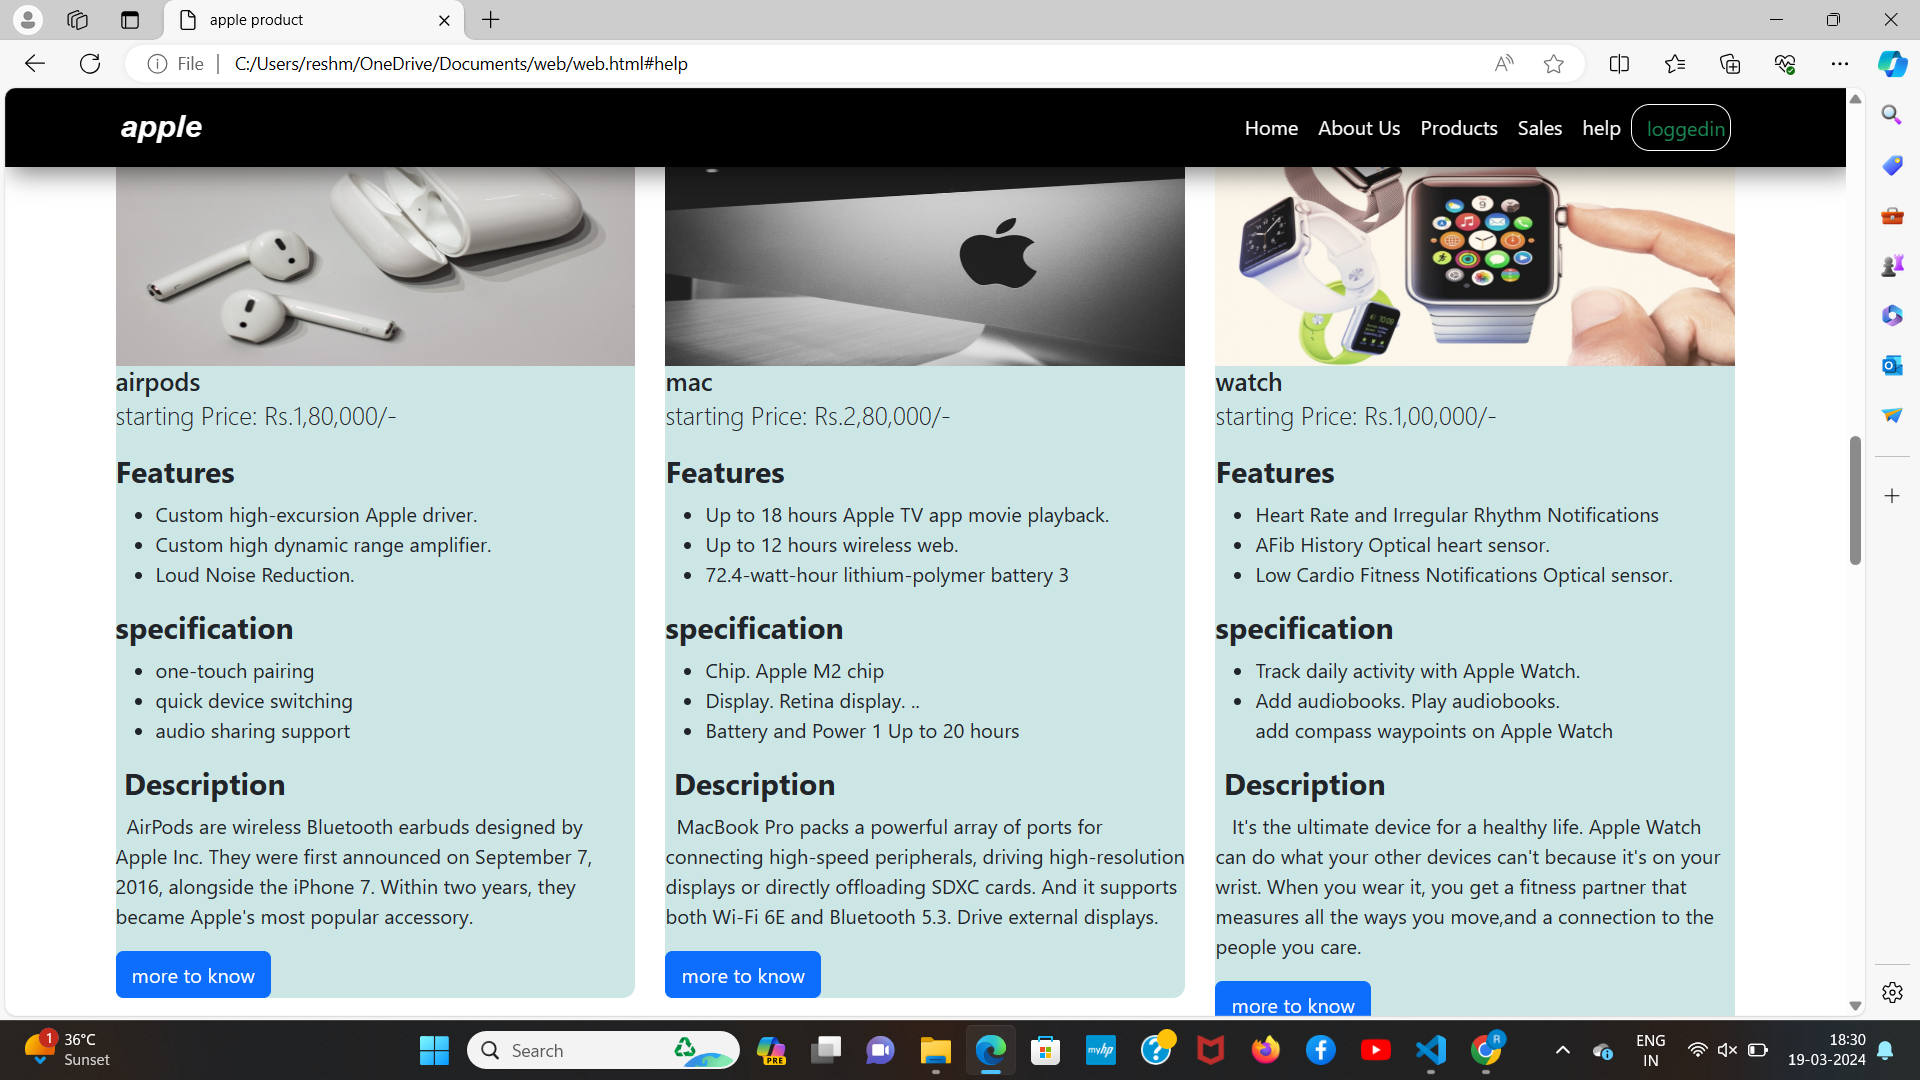 apple product
File
C:/Users/reshm/OneDrive/Documents/web/web.html#help
apple
Home
About Us
Products
Sales
help
loggedin
airpods
starting Price: Rs.1,80,000/-
Features
Custom high-excursion Apple driver.
Custom high dynamic range amplifier.
Loud Noise Reduction.
specification
one-touch pairing
quick device switching
audio sharing support
Description
AirPods are wireless Bluetooth earbuds designed by
Apple Inc. They were first announced on September 7,
2016, alongside the iPhone 7. Within two years, they
became Apple's most popular accessory.
more to know
mac
starting Price: Rs.2,80,000/-
Features
Up to 18 hours Apple TV app movie playback.
Up to 12 hours wireless web.
72.4-watt-hour lithium-polymer battery 3
specification
Chip. Apple M2 chip
Display. Retina display. ..
Battery and Power 1 Up to 20 hours
Description
MacBook Pro packs a powerful array of ports for
connecting high-speed peripherals, driving high-resolution
displays or directly offloading SDXC cards. And it supports
both Wi-Fi 6E and Bluetooth 5.3. Drive external displays.
more to know
9
10:09
watch
starting Price: Rs.1,00,000/-
Features
Heart Rate and Irregular Rhythm Notifications
AFib History Optical heart sensor.
Low Cardio Fitness Notifications Optical sensor.
specification
Track daily activity with Apple Watch.
Add audiobooks. Play audiobooks.
add compass waypoints on Apple Watch
Description
It's the ultimate device for a healthy life. Apple Watch
can do what your other devices can't because it's on your
wrist. When you wear it, you get a fitness partner that
measures all the ways you move,and a connection to the
people you care.
more to know
1
36°C
Sunset
Search
PRE
myhp
R
ENG
IN
18:30
19-03-2024